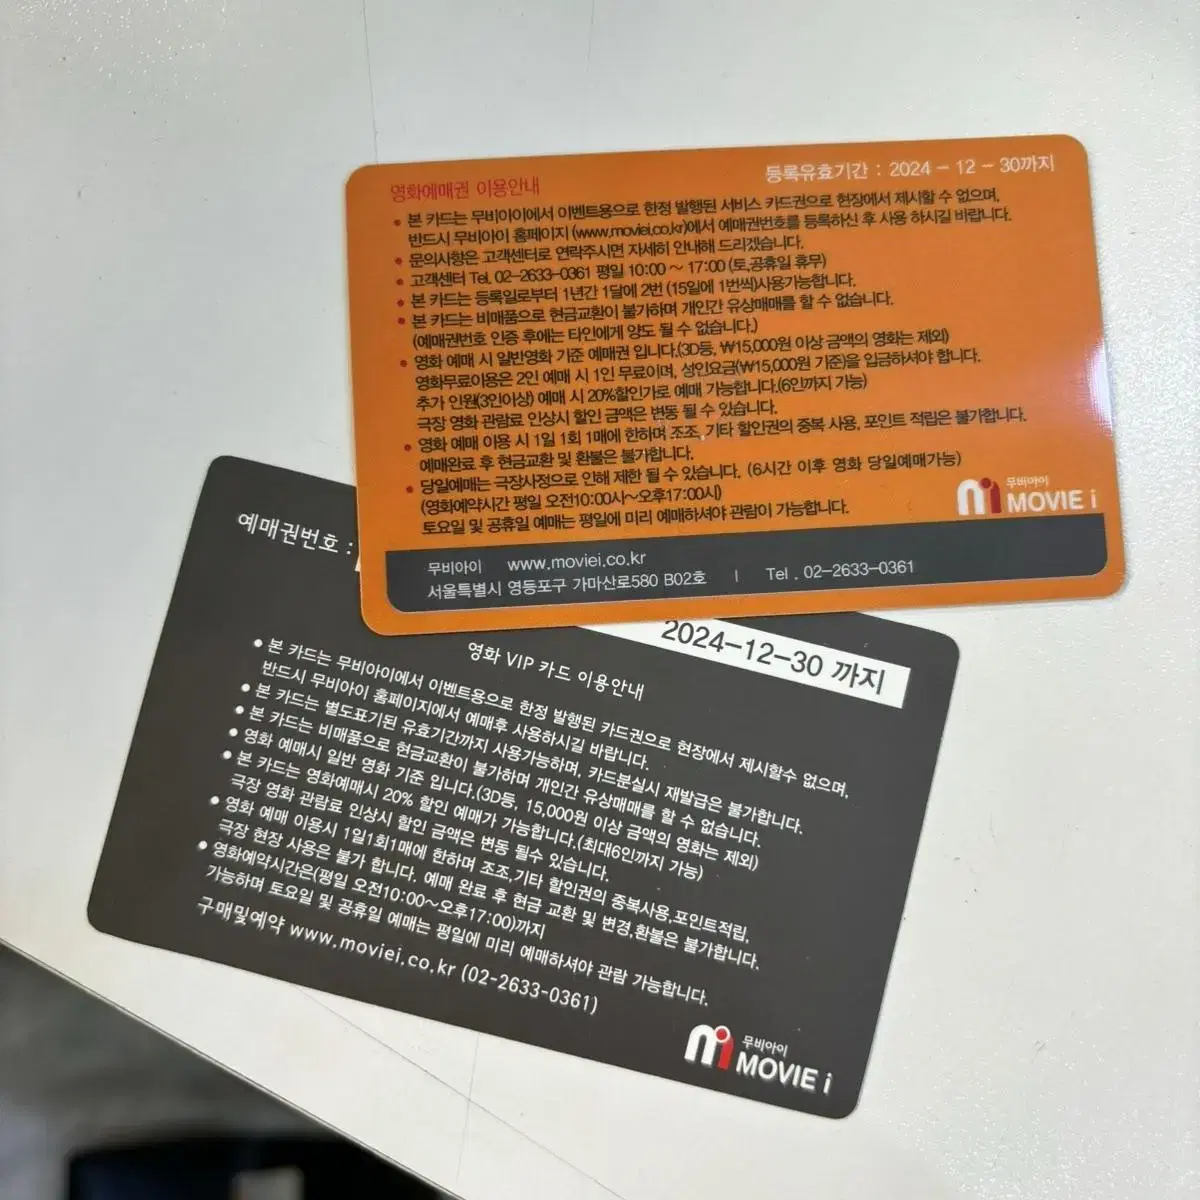 영화예매권 이용안내
등록유효기간 : 2024 - 12 - 30까지
• 본 카드는 무비아이에서 이벤트용으로 한정 발행된 서비스 카드권으로 현장에서 제시할 수 없으며,
반드시 무비아이 홈페이지 (www.moviei.co.kr)에서 예매권번호를 등록하신 후 사용 하시길 바랍니다.
• 문의사항은 고객센터로 연락주시면 자세히 안내해 드리겠습니다.
• 고객센터 Tel. 02-2633-0361 평일 10:00 ~ 17:00 (토,공휴일 휴무)
• 본 카드는 등록일로부터 1년간 1달에 2번 (15일에 1번씩)사용가능합니다.
• 본 카드는 비매품으로 현금교환이 불가하며 개인간 유상매매를 할 수 없습니다.
(예매권번호 인증 후에는 타인에게 양도 될 수 없습니다.)
• 영화 예매 시 일반영화 기준 예매권 입니다.(3D등, ₩15,000원 이상 금액의 영화는 제외)
영화무료이용은 2인 예매 시 1인 무료이며, 성인요금(₩15,000원 기준)을 입금하셔야 합니다.
추가 인원(3인이상) 예매 시 20%할인가로 예매 가능합니다.(6인까지 가능)
극장 영화 관람료 인상시 할인 금액은 변동 될 수 있습니다.
• 영화 예매 이용 시 1일 1회 1매에 한하며 조조, 기타 할인권의 중복 사용, 포인트 적립은 불가합니다.
예매완료 후 현금교환 및 환불은 불가합니다.
• 당일예매는 극장사정으로 인해 제한 될 수 있습니다. (6시간 이후 영화 당일예매가능)
(영화예약시간 평일 오전10:00시~오후17:00시)
토요일 및 공휴일 예매는 평일에 미리 예매하셔야 관람이 가능합니다.
무비아이
MOVIE i
무비아이 www.moviei.co.kr
서울특별시 영등포구 가마산로580 B02호 | Tel . 02-2633-0361
예매권번호 :
2024-12-30 까지
영화 VIP 카드 이용안내
• 본 카드는 무비아이에서 이벤트용으로 한정 발행된 카드권으로 현장에서 제시할수 없으며,
반드시 무비아이 홈페이지에서 예매후 사용하시길 바랍니다.
• 본 카드는 별도표기된 유효기간까지 사용가능하며, 카드분실시 재발급은 불가합니다.
• 본 카드는 비매품으로 현금교환이 불가하며 개인간 유상매매를 할 수 없습니다.
• 영화 예매시 일반 영화 기준 입니다.(3D등, 15,000원 이상 금액의 영화는 제외)
• 본 카드는 영화예매시 20% 할인 예매가 가능합니다.(최대6인까지 가능)
극장 영화 관람료 인상시 할인 금액은 변동 될수 있습니다.
• 영화 예매 이용시 1일1회1매에 한하며 조조,기타 할인권의 중복사용,포인트적립,
극장 현장 사용은 불가 합니다. 예매 완료 후 현금 교환 및 변경,환불은 불가합니다.
• 영화예약시간은(평일 오전10:00~오후17:00)까지
가능하며 토요일 및 공휴일 예매는 평일에 미리 예매하셔야 관람 가능합니다.
구매및예약 www.moviei.co.kr (02-2633-0361)
무비아이
MOVIE i